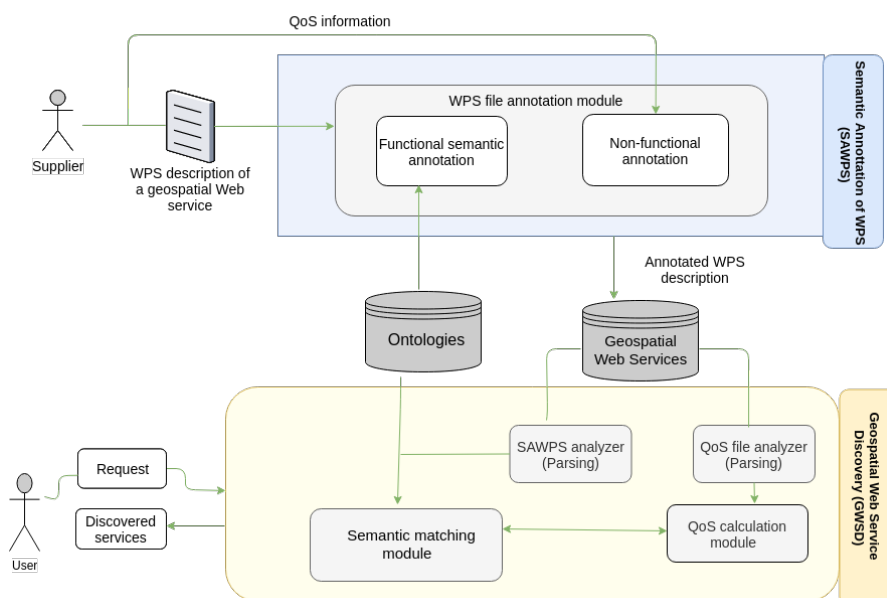 QoS information
WPS file annotation module
Functional semantic
annotation
Non-functional
annotation
Semantic Annottation of WPS
(SAWPS)
Supplier
WPS description of
a geospatial Web
service
Annotated WPS
description
Ontologies
Geospatial
Web Services
Request
Discovered
services
User
SAWPS analyzer
(Parsing)
QoS file analyzer
(Parsing)
Semantic matching
module
QoS calculation
module
Geospatial Web Service
Discovery (GWSD)